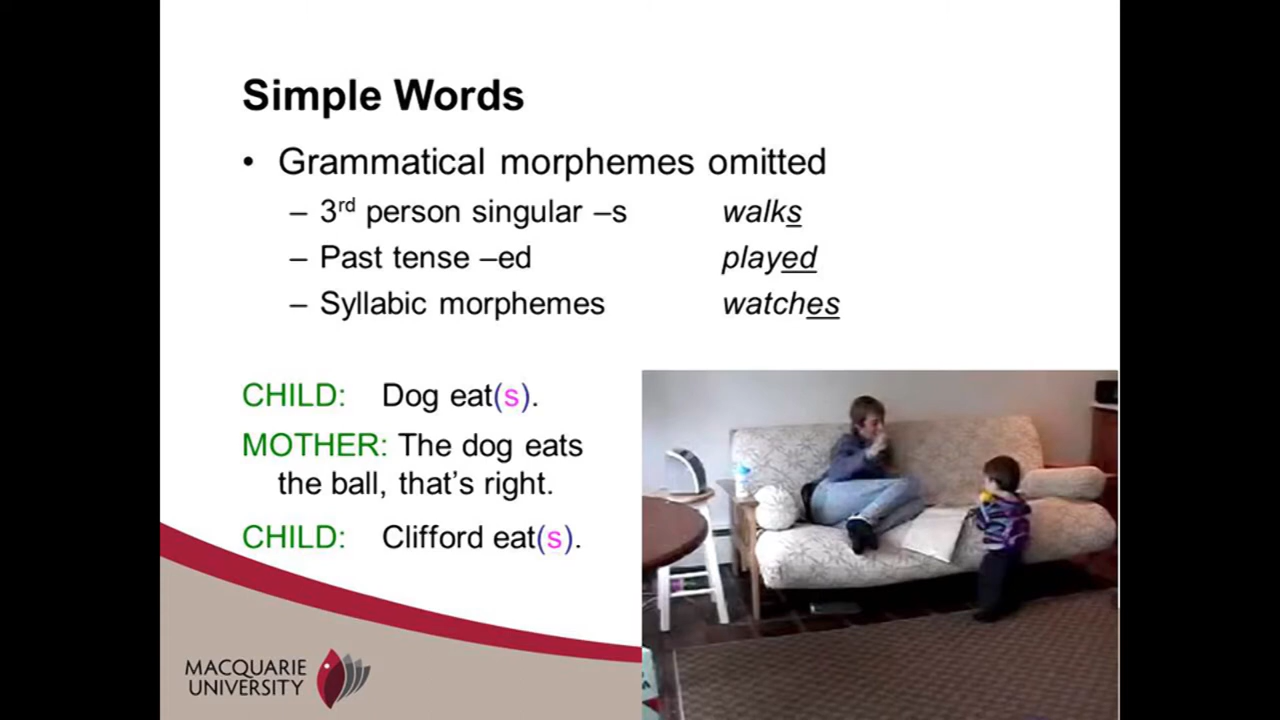 Simple Words
• Grammatical morphemes omitted
– 3rd person singular –s walks
– Past tense –ed played
– Syllabic morphemes watches
CHILD: Dog eat(s).
MOTHER: The dog eats
the ball, that's right.
CHILD: Clifford eat(s).
MACQUARIE
UNIVERSITY